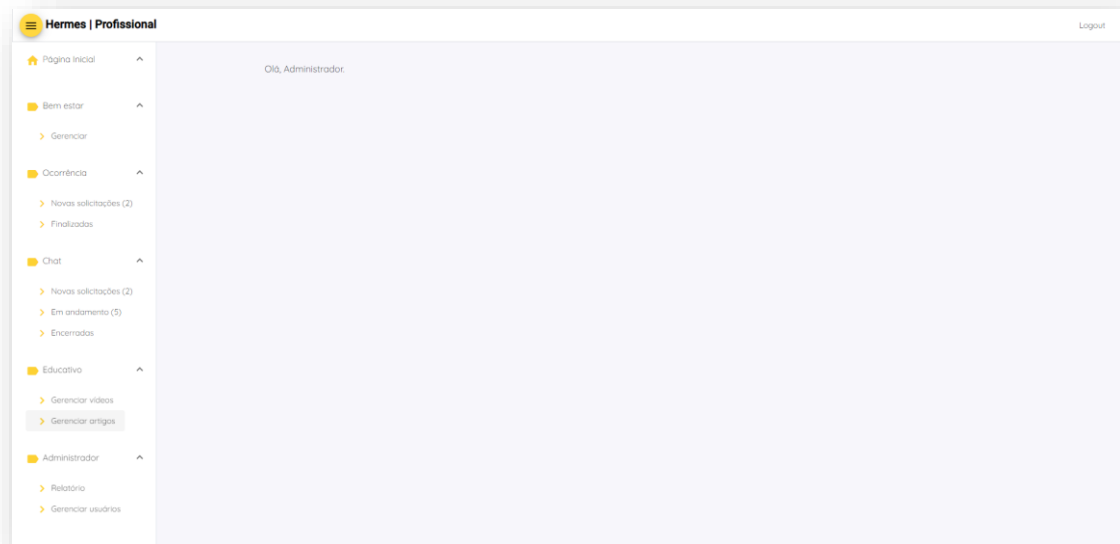 Hermes | Profissional
Logout
Página Inicial
Olá, Administrador.
Bem estar
Gerenciar
Ocorrência
Novas solicitações (2)
Finalizadas
Chat
Novas solicitações (2)
Em andamento (5)
Encerradas
Educativo
Gerenciar vídeos
Gerenciar artigos
Administrador
Relatório
Gerenciar usuários